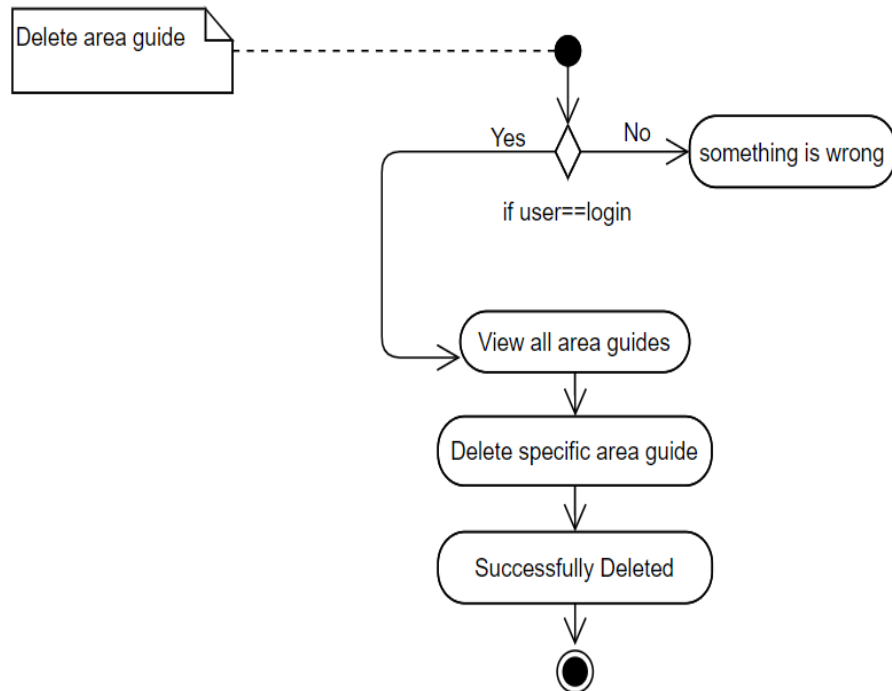 Delete area guide
Yes
No
something is wrong
if user==login
View all area guides
Delete specific area guide
Successfully Deleted